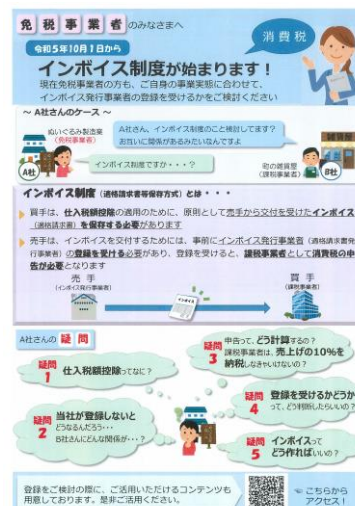 免税事業者のみなさまへ
消費税
令和5年10月1日から
インボイス制度が始まります！
現在免税事業者の方も、ご自身の事業実態に合わせて、
インボイス発行事業者の登録を受けるかをご検討ください
～ A社さんのケース ～
ぬいぐるみ製造業
（免税事業者）
A社
A社さん、インボイス制度のこと検討してます？
お互いに関係があるみたいなんですよ
インボイス制度ですか・・・？
雑貨屋
町の雑貨屋
（課税事業者）
B社
インボイス制度（適格請求書等保存方式）とは・・・
買手は、仕入税額控除の適用のために、原則として売手から交付を受けたインボイス
（適格請求書）を保存する必要があります
売手は、インボイスを交付するためには、事前にインボイス発行事業者（適格請求書発
行事業者）の登録を受ける必要があり、登録を受けると、課税事業者として消費税の申
告が必要となります
売手
（インボイス発行事業者）
買手
（課税事業者）
A社さんの疑問
疑問1 仕入税額控除ってなに？
疑問2 当社が登録しないと
どうなるんだろう・・・
B社さんにどんな関係が・・・？
疑問3 申告って、どう計算するの？
課税事業者は、売上げの10％を
納税しなきゃいけないの？
疑問4 登録を受けるかどうか
って、どう判断したらいいの？
疑問5 インボイスって
どう作ればいいの？
登録をご検討の際に、ご活用いただけるコンテンツも
用意しております。是非ご活用ください。
こちらから
アクセス！